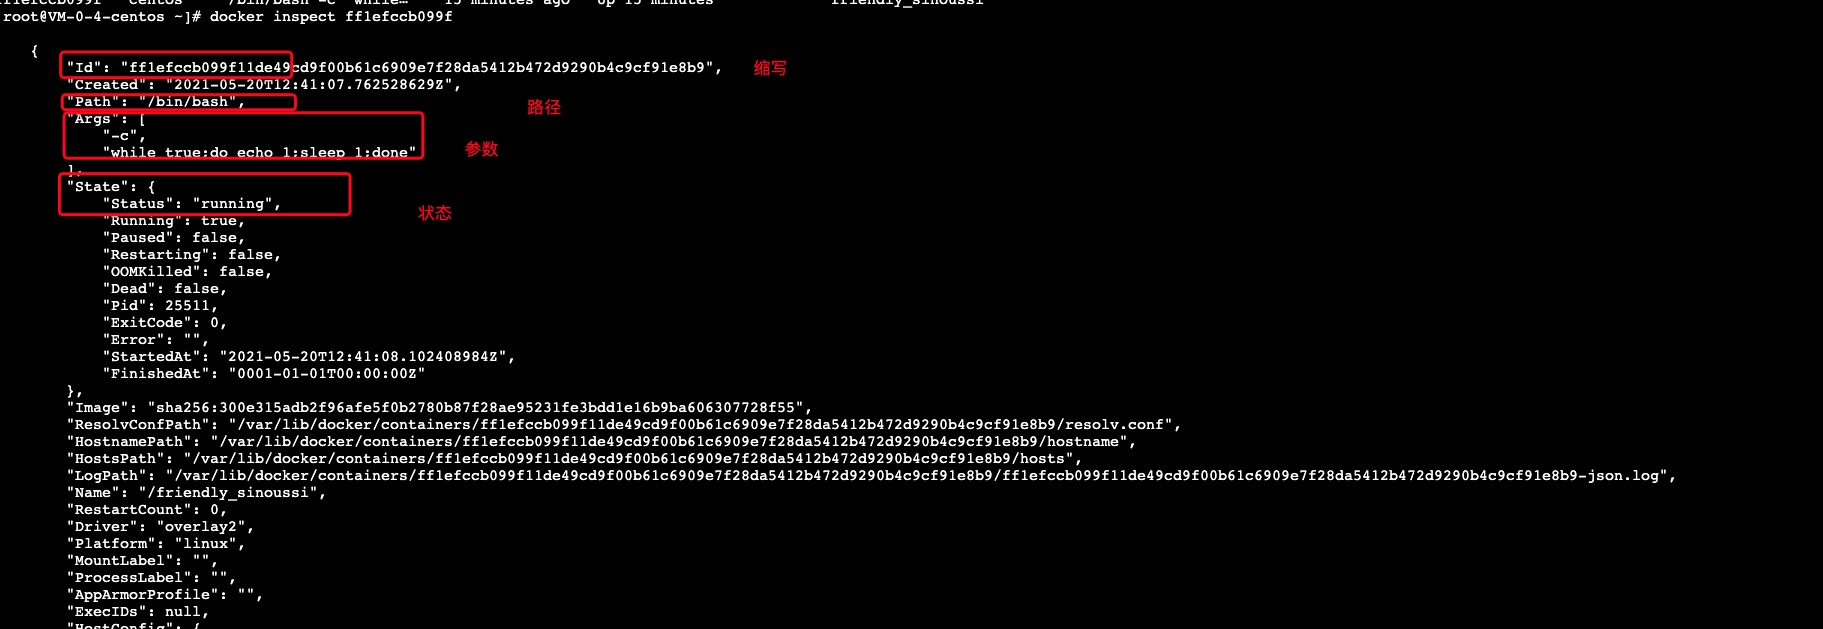 ff1efccb099f centos "/bin/bash -c 'while…" 15 minutes ago Up 15 minutes friendly_sinoussi
root@VM-0-4-centos ~]# docker inspect ff1efccb099f
{
"Id": "ff1efccb099f11de49cd9f00b61c6909e7f28da5412b472d9290b4c9cf91e8b9", 缩写
"Created": "2021-05-20T12:41:07.762528629Z",
"Path": "/bin/bash", 路径
"Args": [
"-c",
"while true;do echo 1;sleep 1;done" 参数
],
"State": {
"Status": "running", 状态
"Running": true,
"Paused": false,
"Restarting": false,
"OOMKilled": false,
"Dead": false,
"Pid": 25511,
"ExitCode": 0,
"Error": "",
"StartedAt": "2021-05-20T12:41:08.102408984Z",
"FinishedAt": "0001-01-01T00:00:00Z"
},
"Image": "sha256:300e315adb2f96afe5f0b2780b87f28ae95231fe3bdd1e16b9ba606307728f55",
"ResolvConfPath": "/var/lib/docker/containers/ff1efccb099f11de49cd9f00b61c6909e7f28da5412b472d9290b4c9cf91e8b9/resolv.conf",
"HostnamePath": "/var/lib/docker/containers/ff1efccb099f11de49cd9f00b61c6909e7f28da5412b472d9290b4c9cf91e8b9/hostname",
"HostsPath": "/var/lib/docker/containers/ff1efccb099f11de49cd9f00b61c6909e7f28da5412b472d9290b4c9cf91e8b9/hosts",
"LogPath": "/var/lib/docker/containers/ff1efccb099f11de49cd9f00b61c6909e7f28da5412b472d9290b4c9cf91e8b9/ff1efccb099f11de49cd9f00b61c6909e7f28da5412b472d9290b4c9cf91e8b9-json.log",
"Name": "/friendly_sinoussi",
"RestartCount": 0,
"Driver": "overlay2",
"Platform": "linux",
"MountLabel": "",
"ProcessLabel": "",
"AppArmorProfile": "",
"ExecIDs": null,
"HostConfig": {